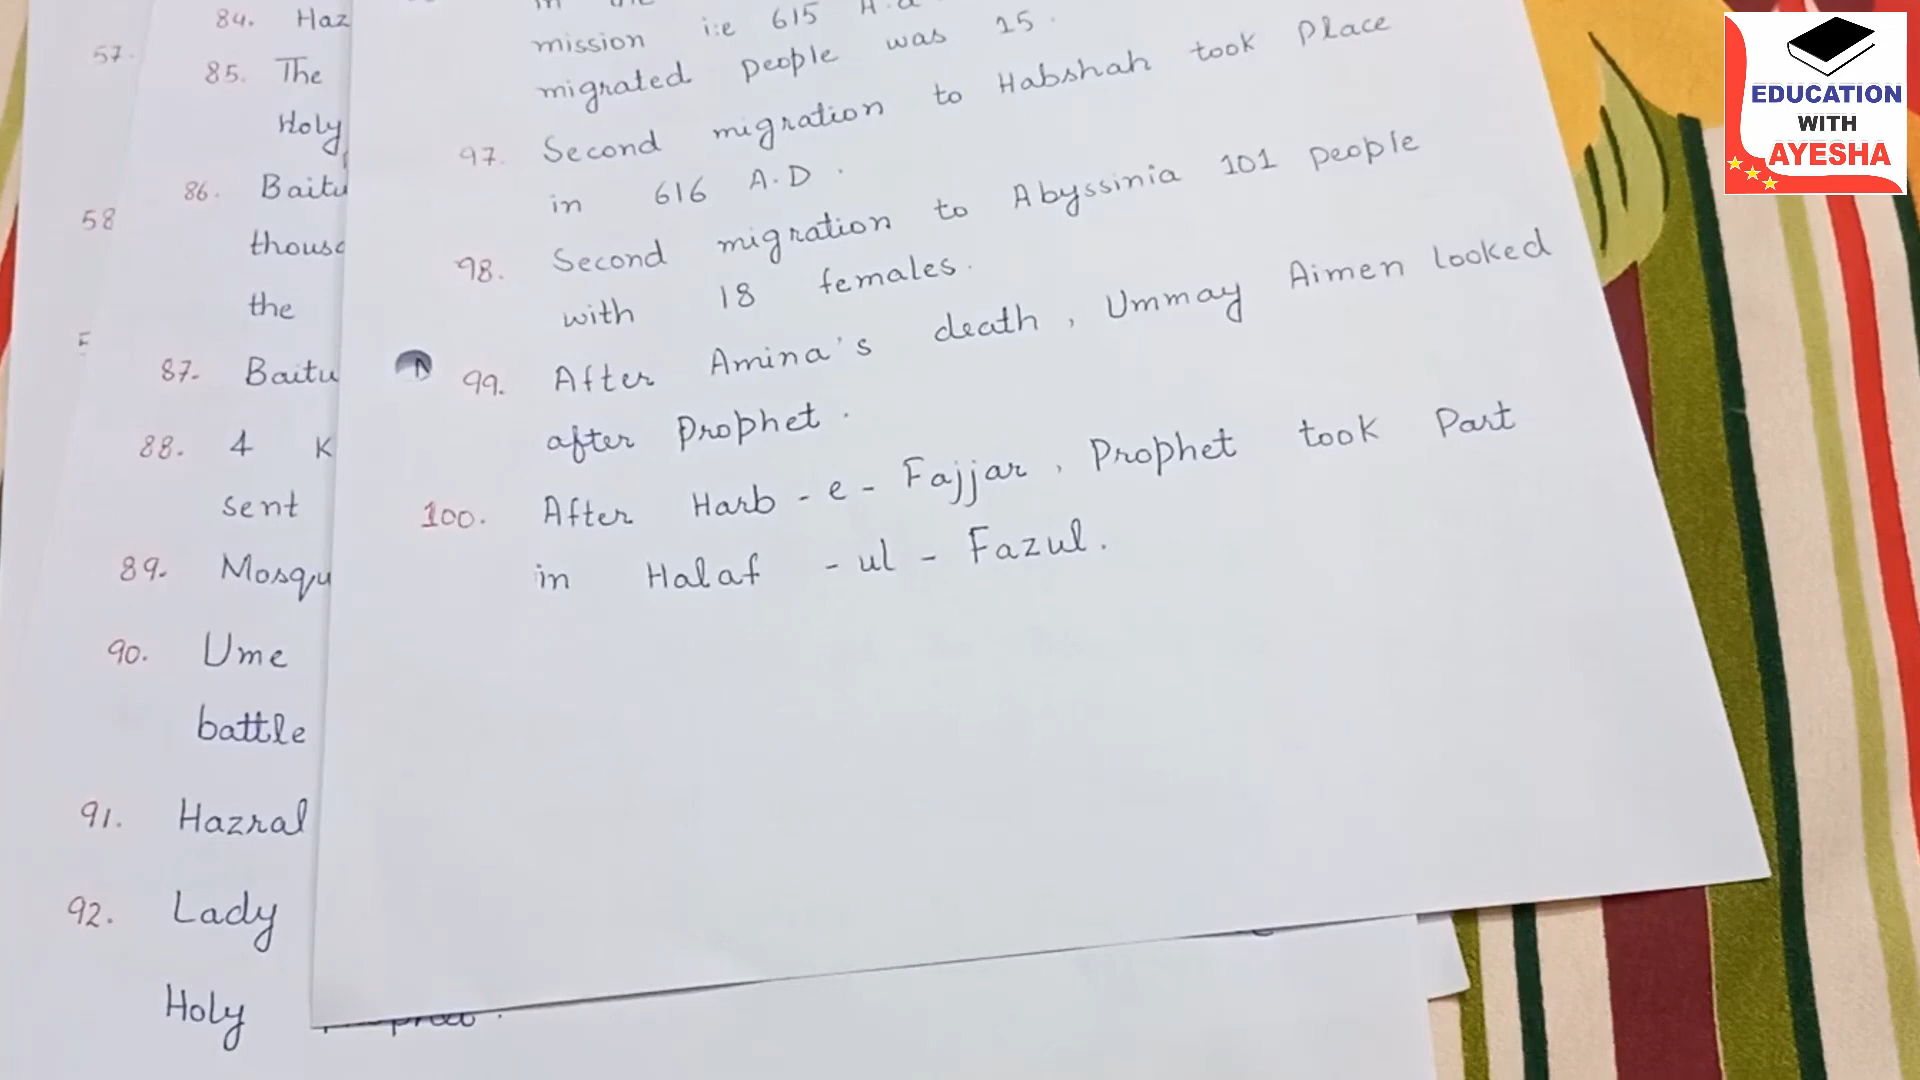 84. Haz
57.
85. The
Holy
86. Baitu
58
thous
the
87. Baitu
88. 4 K
sent
89. Mosqu
90. Ume
battle
91. Hazrat
92. Lady
Holy
in
mission i:e 615 A.D
migrated people was 15.
97. Second migration to Habshah took Place
in 616 A.D.
98. Second migration to Abyssinia 101 people
with 18 females.
99. After Amina's death, Ummay Aimen looked
after Prophet.
100. After Harb-e-Fajjar, Prophet took Part
in Halaf-ul-Fazul.
EDUCATION
WITH
AYESHA